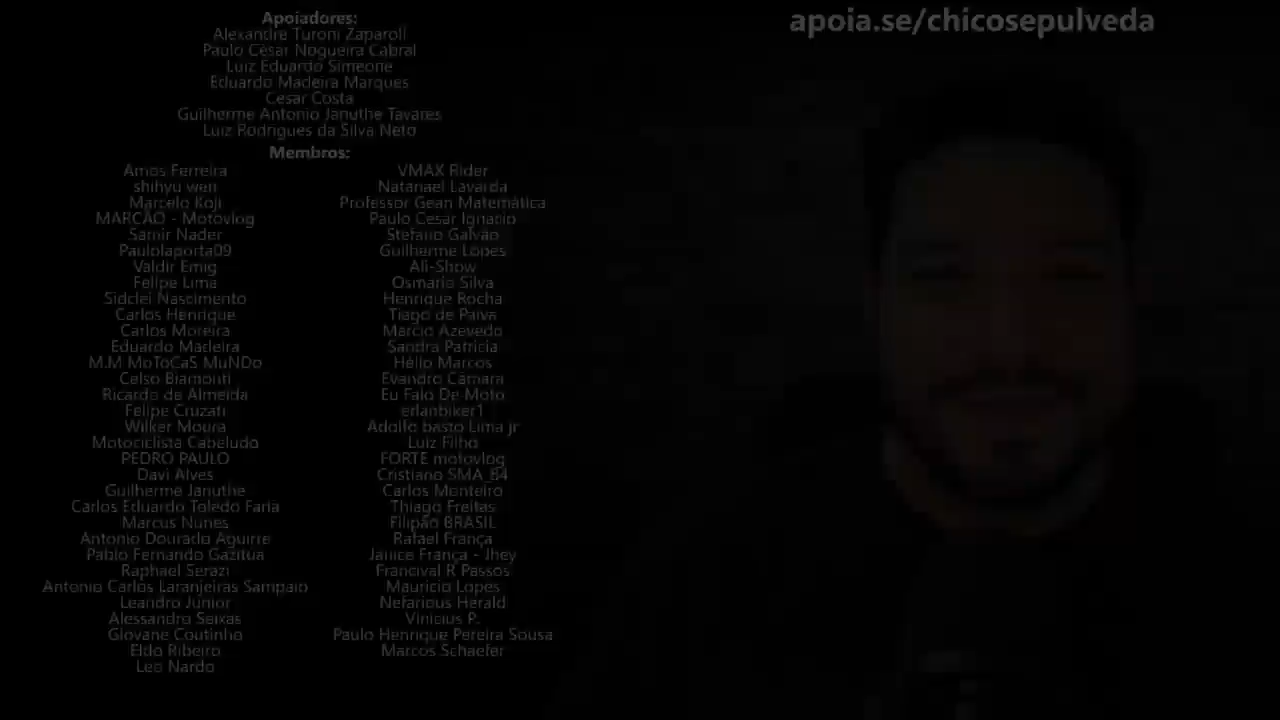 Apoiadores:
Alexandre Turoni Zaparoli
Paulo César Nogueira Cabral
Luiz Eduardo Simeone
Eduardo Madeira Marques
Cesar Costa
Guilherme Antonio Januthe Tavares
Luiz Rodrigues da Silva Neto
Membros:
Amos Ferreira
shihyu wen
Marcelo Koji
MARCÃO - Motovlog
Samir Nader
Paulolaporta09
Valdir Emig
Felipe Lima
Sidclei Nascimento
Carlos Henrique
Carlos Moreira
Eduardo Madeira
M.M MoToCaS MuNDo
Celso Biamonti
Ricardo de Almeida
Felipe Cruzati
Wilker Moura
Motociclista Cabeludo
PEDRO PAULO
Davi Alves
Guilherme Januthe
Carlos Eduardo Toledo Faria
Marcus Nunes
Antonio Dourado Aguirre
Pablo Fernando Gazitua
Raphael Serazi
Antonio Carlos Laranjeiras Sampaio
Leandro Junior
Alessandro Seixas
Giovane Coutinho
Eldo Ribeiro
Leo Nardo
VMAX Rider
Natanael Lavarda
Professor Gean Matemática
Paulo Cesar Ignacio
Stefano Galvão
Guilherme Lopes
Ali-Show
Osmario Silva
Henrique Rocha
Tiago de Paiva
Marcio Azevedo
Sandra Patricia
Hélio Marcos
Evandro Câmara
Eu Falo De Moto
erlanbiker1
Adolfo basto Lima jr
Luiz Filho
FORTE motovlog
Cristiano SMA_84
Carlos Monteiro
Thiago Freitas
Filipão BRASIL
Rafael França
Janice França - Jhey
Francival R Passos
Mauricio Lopes
Nefarious Herald
Vinicius P.
Paulo Henrique Pereira Sousa
Marcos Schaefer
apoia.se/chicosepulveda